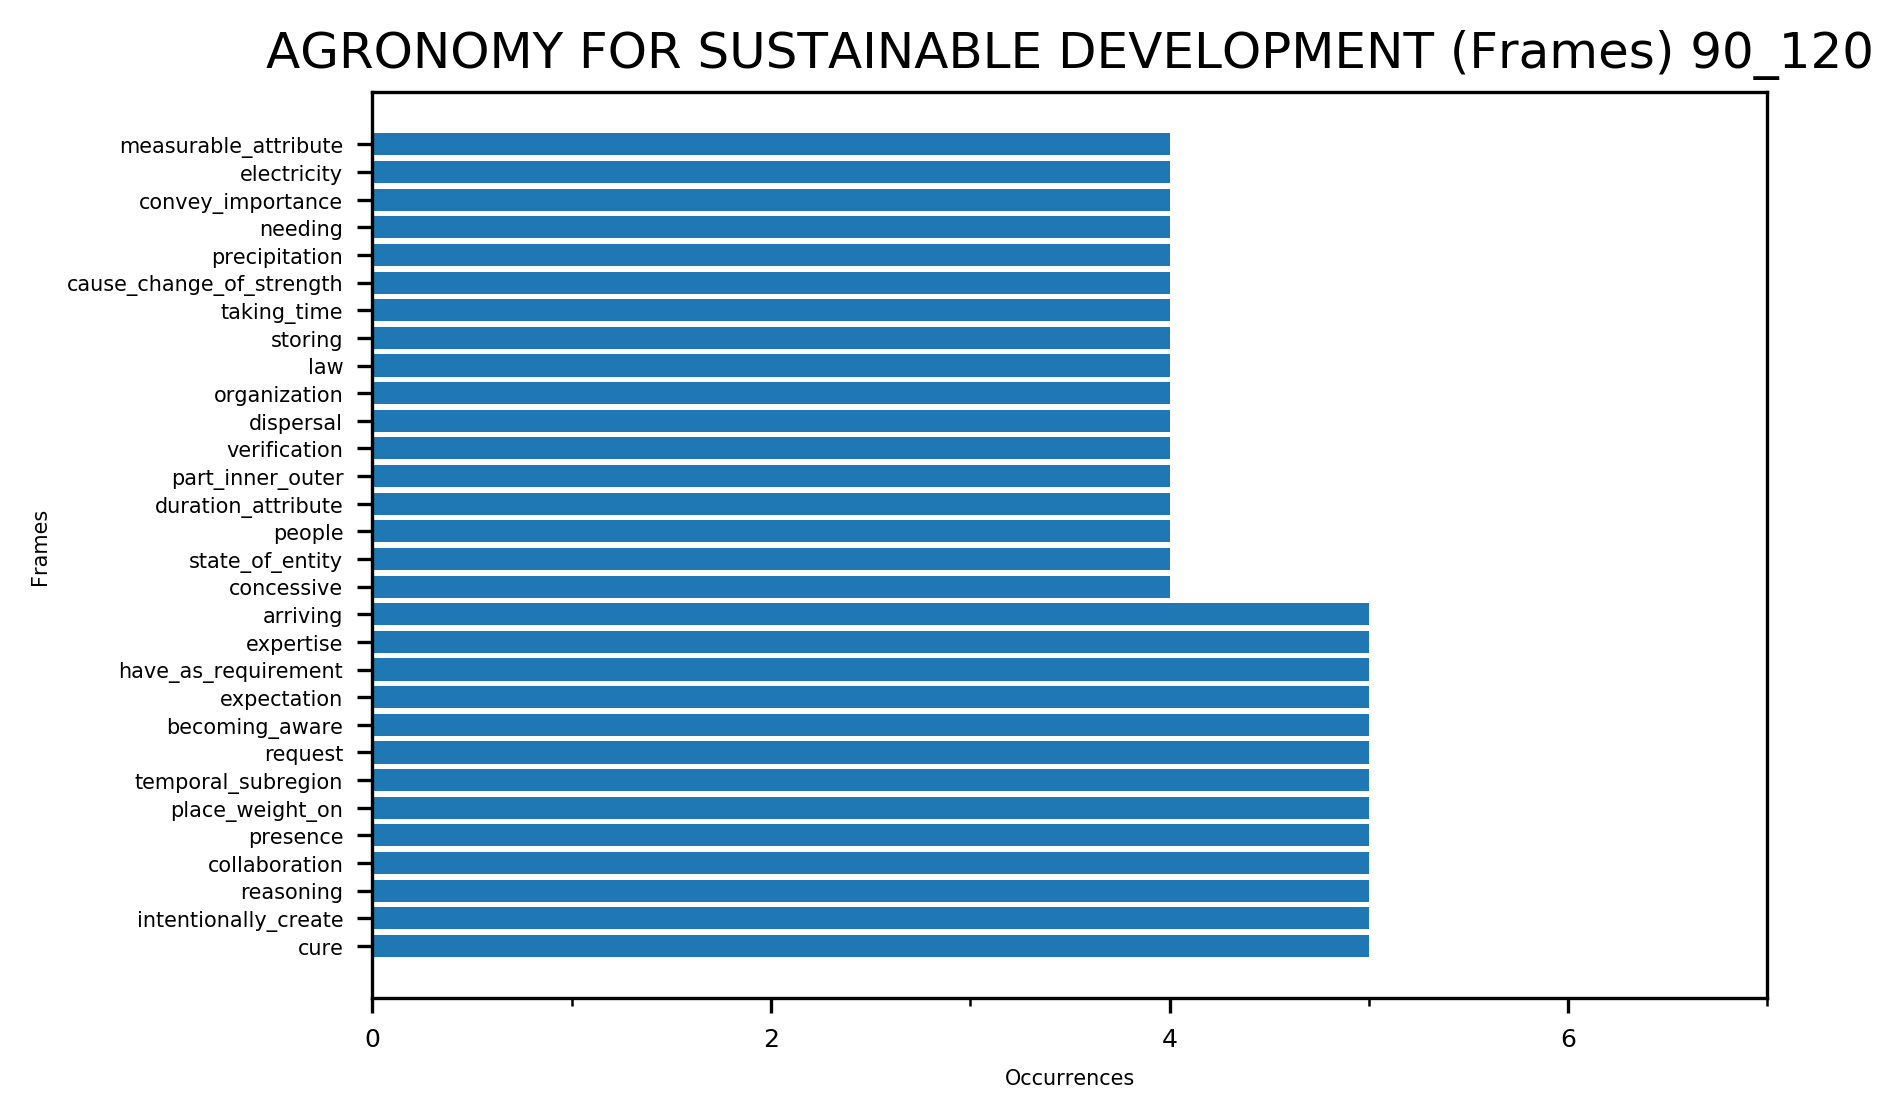 AGRONOMY FOR SUSTAINABLE DEVELOPMENT (Frames) 90_120
measurable_attribute
electricity
convey_importance
needing
precipitation
cause_change_of_strength
taking_time
storing
law
organization
dispersal
verification
part_inner_outer
duration_attribute
people
state_of_entity
concessive
arriving
expertise
have_as_requirement
expectation
becoming_aware
request
temporal_subregion
place_weight_on
presence
collaboration
reasoning
intentionally_create
cure
Frames
0 2 4 6
Occurrences